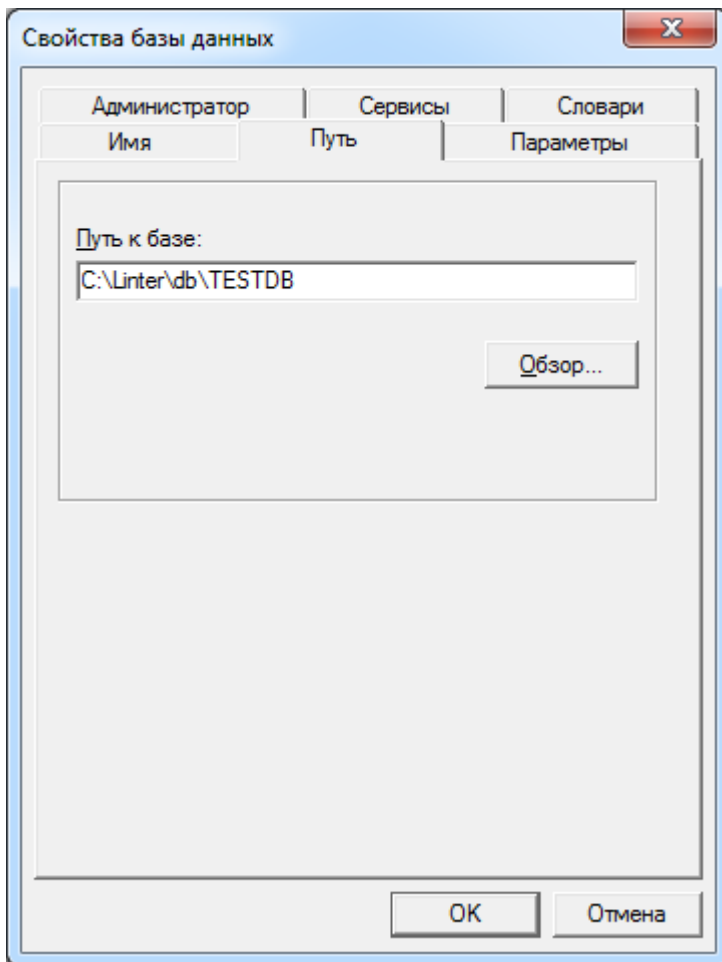 Свойства базы данных
Администратор Сервисы Словари
Имя Путь Параметры
Путь к базе:
C:\Linter\db\TESTDB
Обзор...
OK Отмена